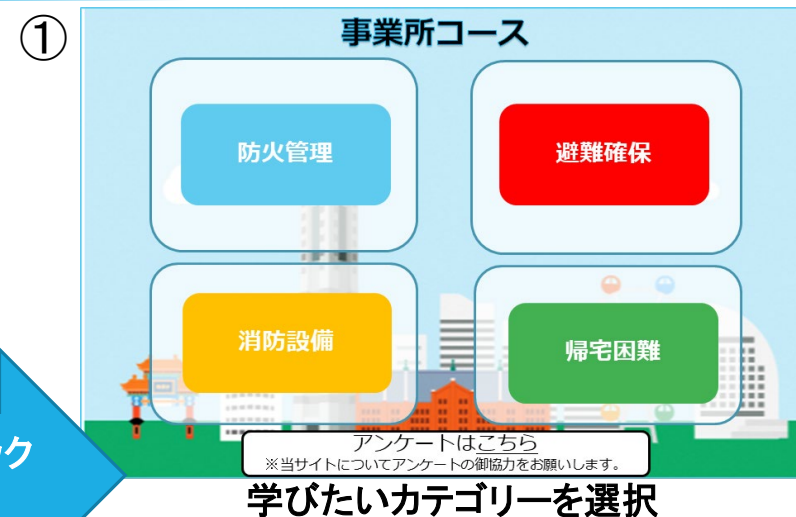 ①
事業所コース
防火管理
避難確保
消防設備
帰宅困難
ック
アンケートはこちら
※当サイトについてアンケートの御協力をお願いします。
学びたいカテゴリーを選択